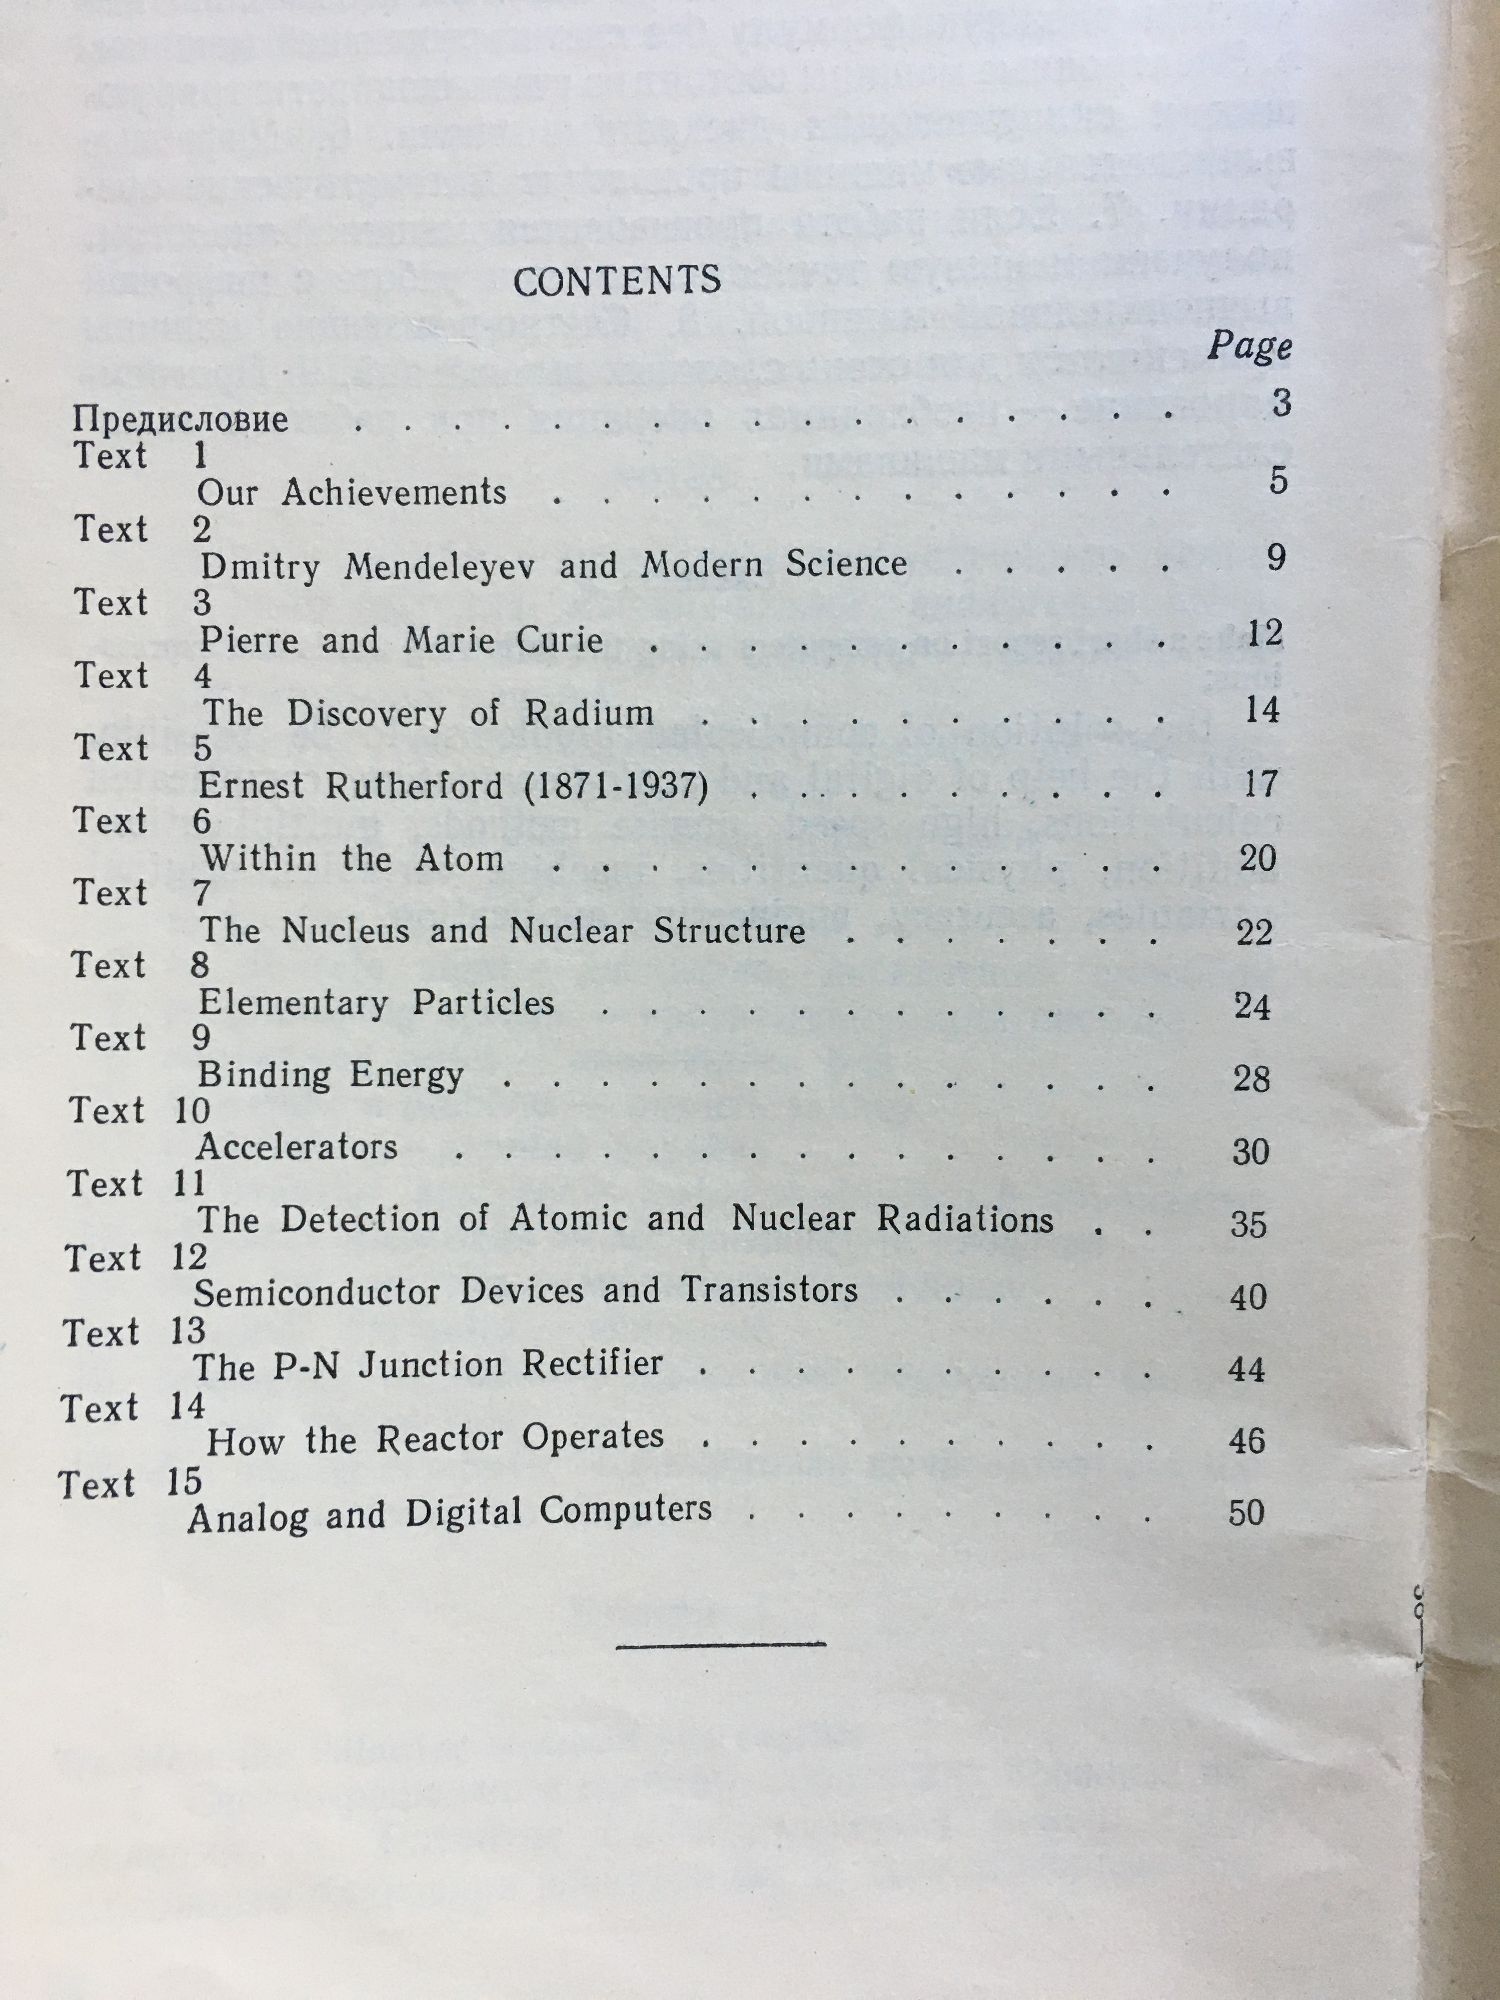 CONTENTS
Page
Предисловие . . . . . . . . . . . . . . . . . 3
Text 1
Our Achievements . . . . . . . . . . . . . 5
Text 2
Dmitry Mendeleyev and Modern Science . . . . . 9
Text 3
Pierre and Marie Curie . . . . . . . . . . . 12
Text 4
The Discovery of Radium . . . . . . . . . . 14
Text 5
Ernest Rutherford (1871-1937) . . . . . . . . . 17
Text 6
Within the Atom . . . . . . . . . . . . . 20
Text 7
The Nucleus and Nuclear Structure . . . . . . . 22
Text 8
Elementary Particles . . . . . . . . . . . . 24
Text 9
Binding Energy . . . . . . . . . . . . . . 28
Text 10
Accelerators . . . . . . . . . . . . . . . 30
Text 11
The Detection of Atomic and Nuclear Radiations . . 35
Text 12
Semiconductor Devices and Transistors . . . . . . 40
Text 13
The P-N Junction Rectifier . . . . . . . . . . 44
Text 14
How the Reactor Operates . . . . . . . . . . 46
Text 15
Analog and Digital Computers . . . . . . . . . 50